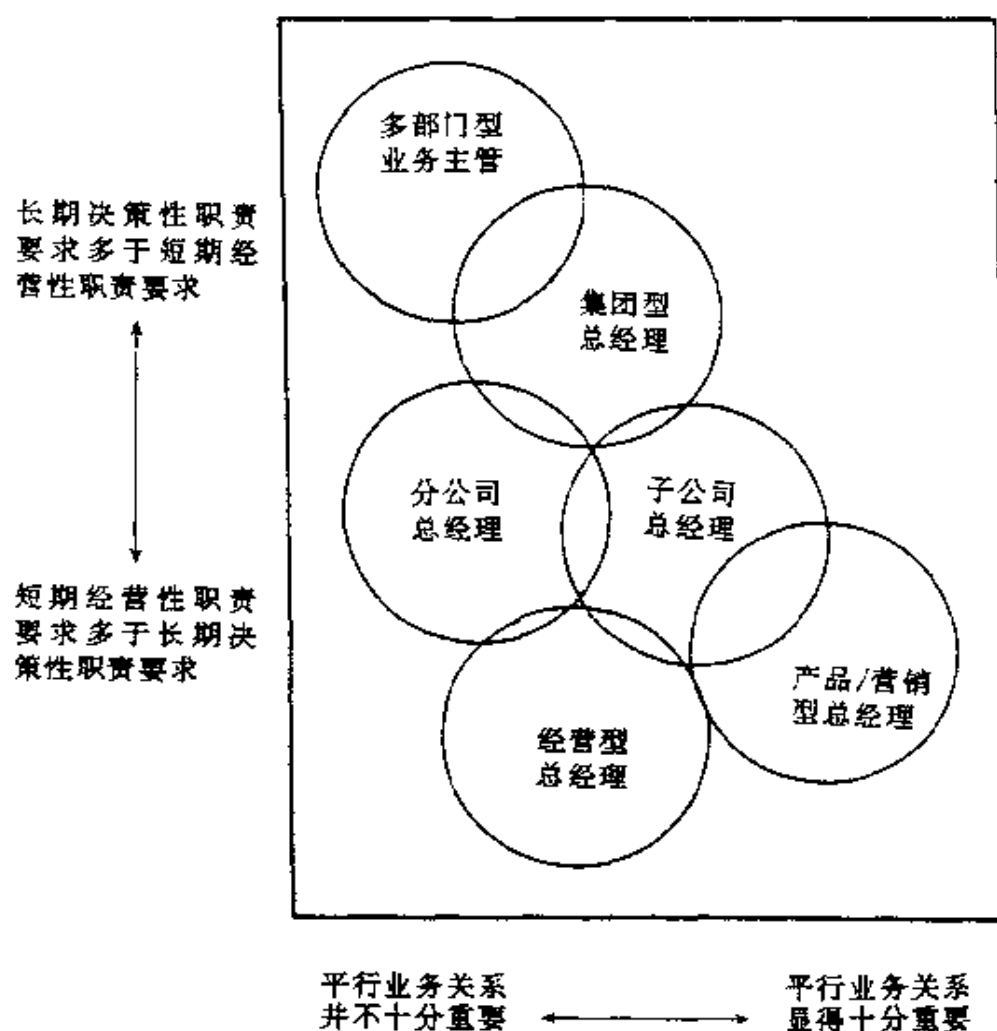 多部门型
业务主管
长期决策性职责
要求多于短期经
营性职责要求
集团型
总经理
分公司
总经理
子公司
总经理
短期经营性职责
要求多于长期决
策性职责要求
产品/营销
型总经理
经营型
总经理
平行业务关系
并不十分重要
平行业务关系
显得十分重要